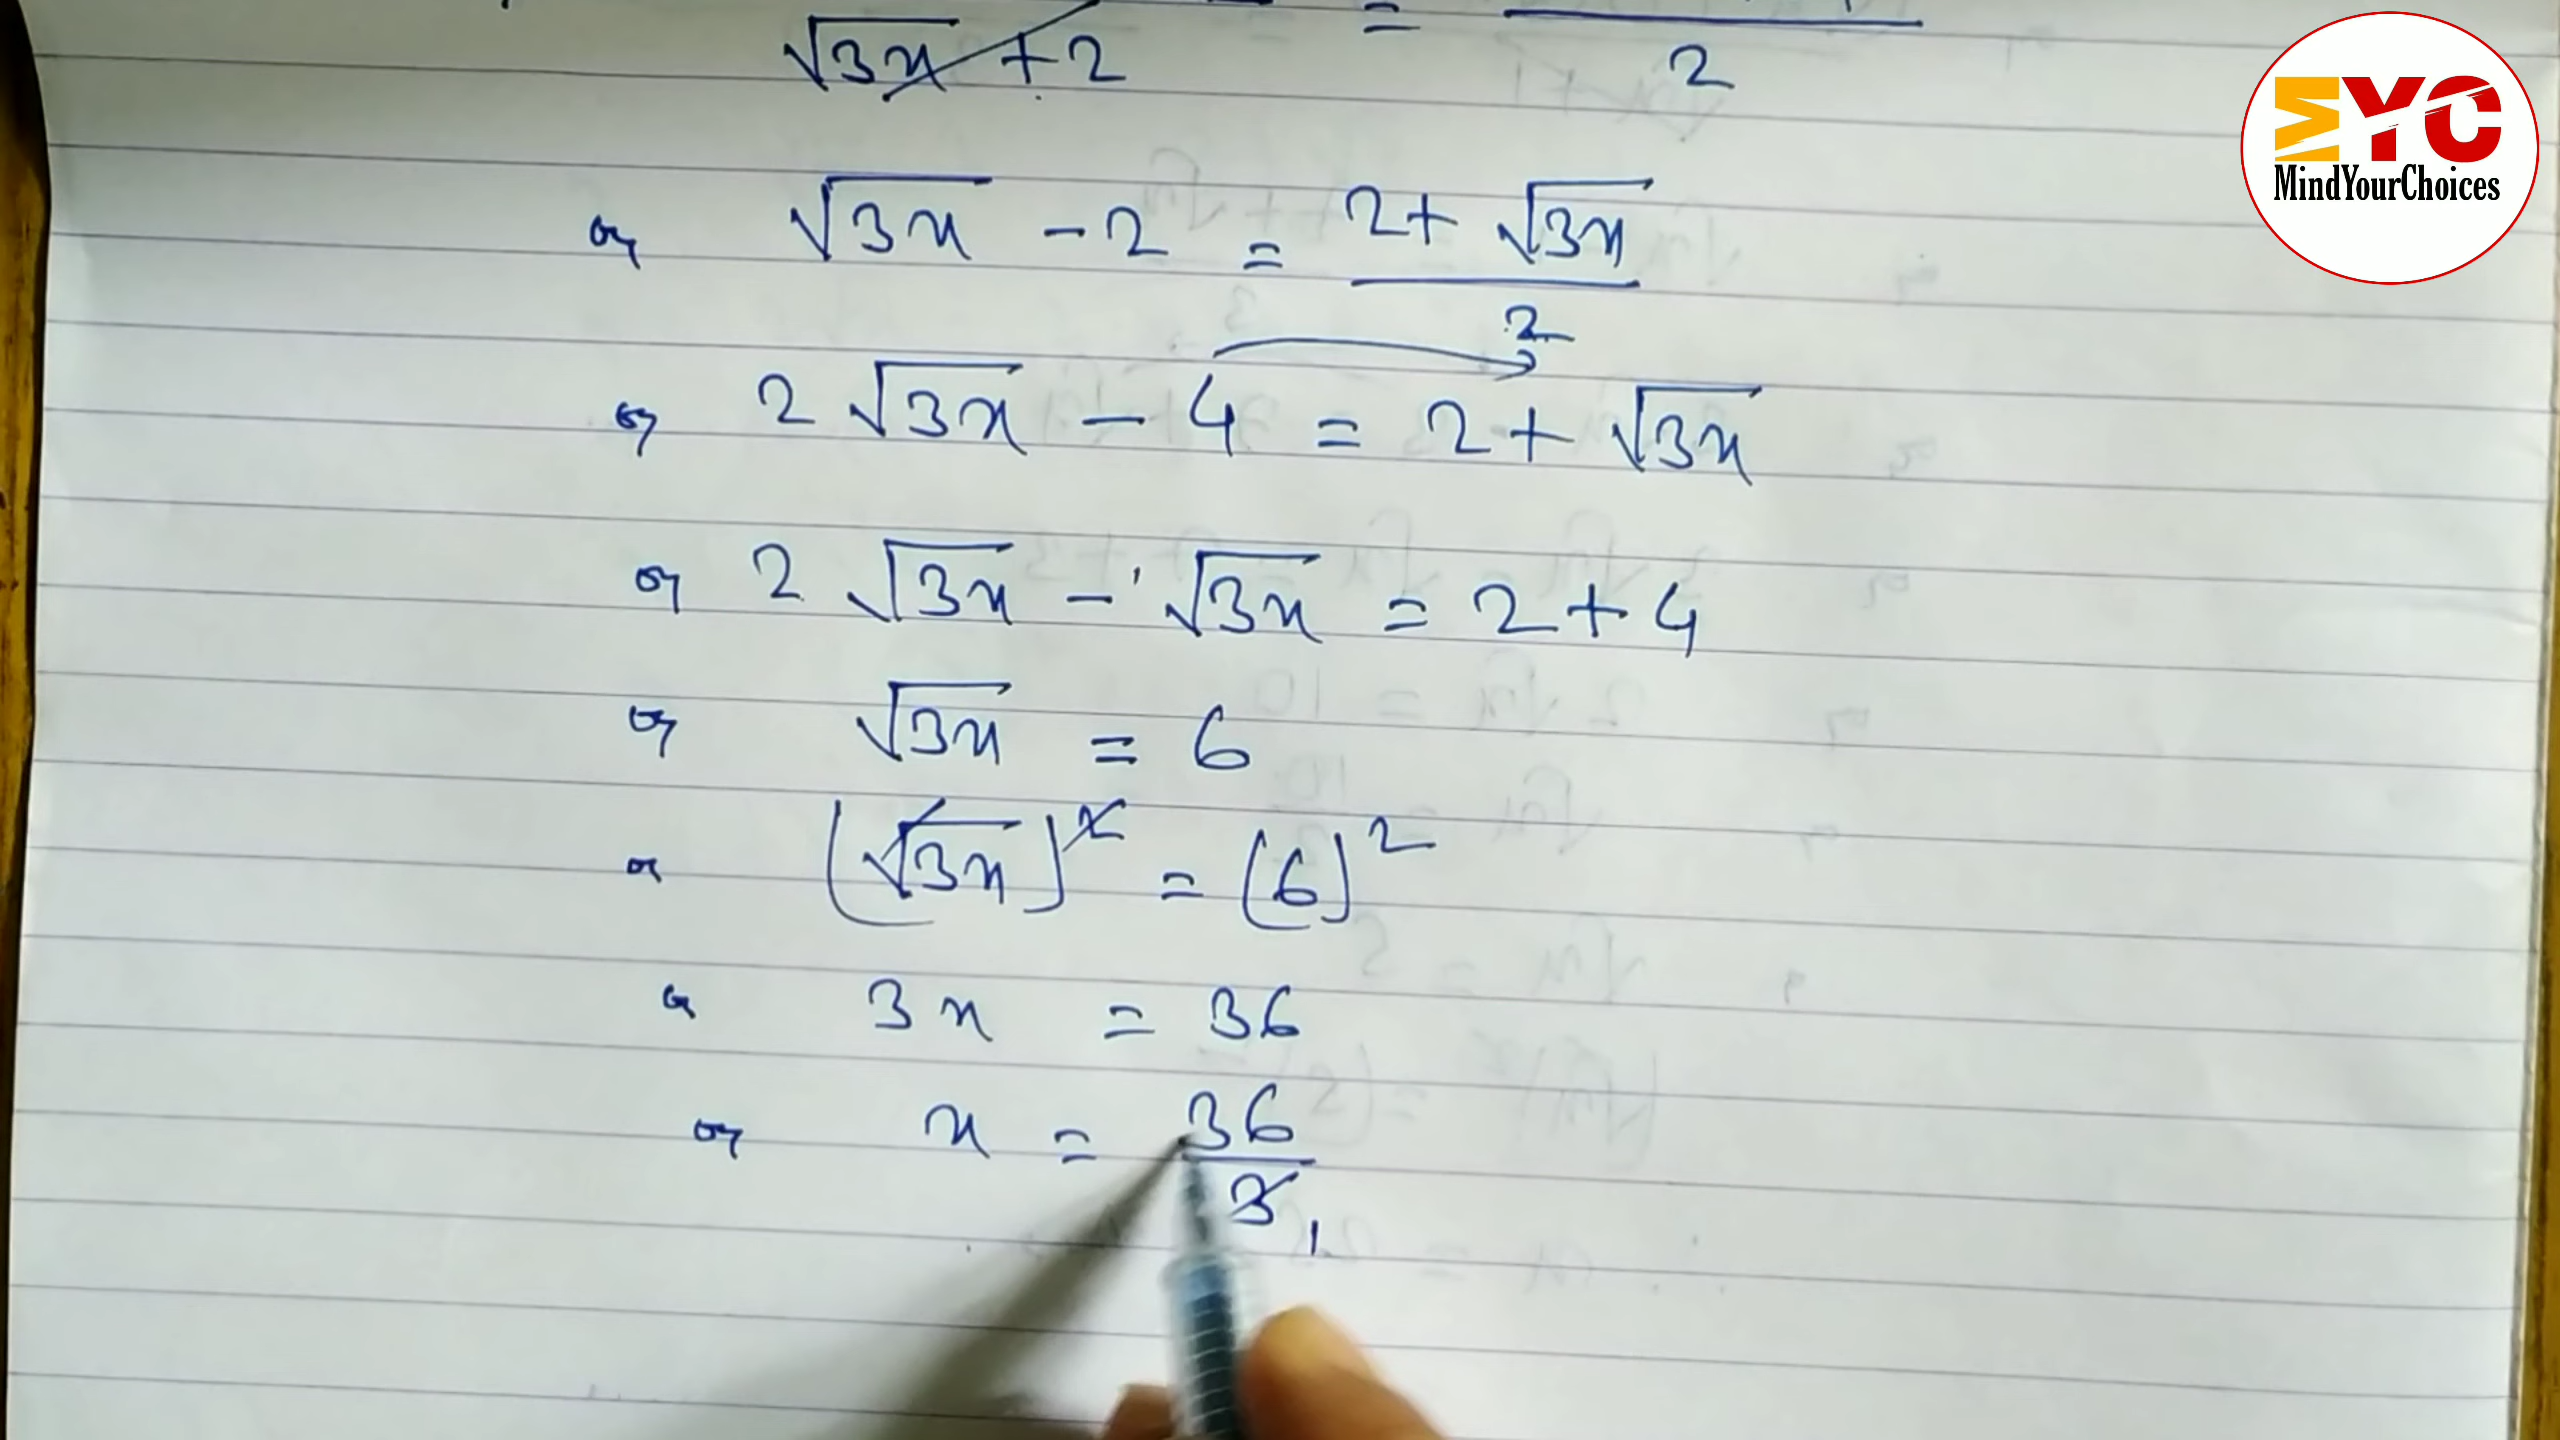 √3x + 2 = 2
MYC
MindYourChoices
or √3x - 2 = (2 + √3x)/2
or 2√3x - 4 = 2 + √3x
or 2√3x - √3x = 2 + 4
or √3x = 6
or (√3x)² = (6)²
or 3x = 36
or x = 36/3 1